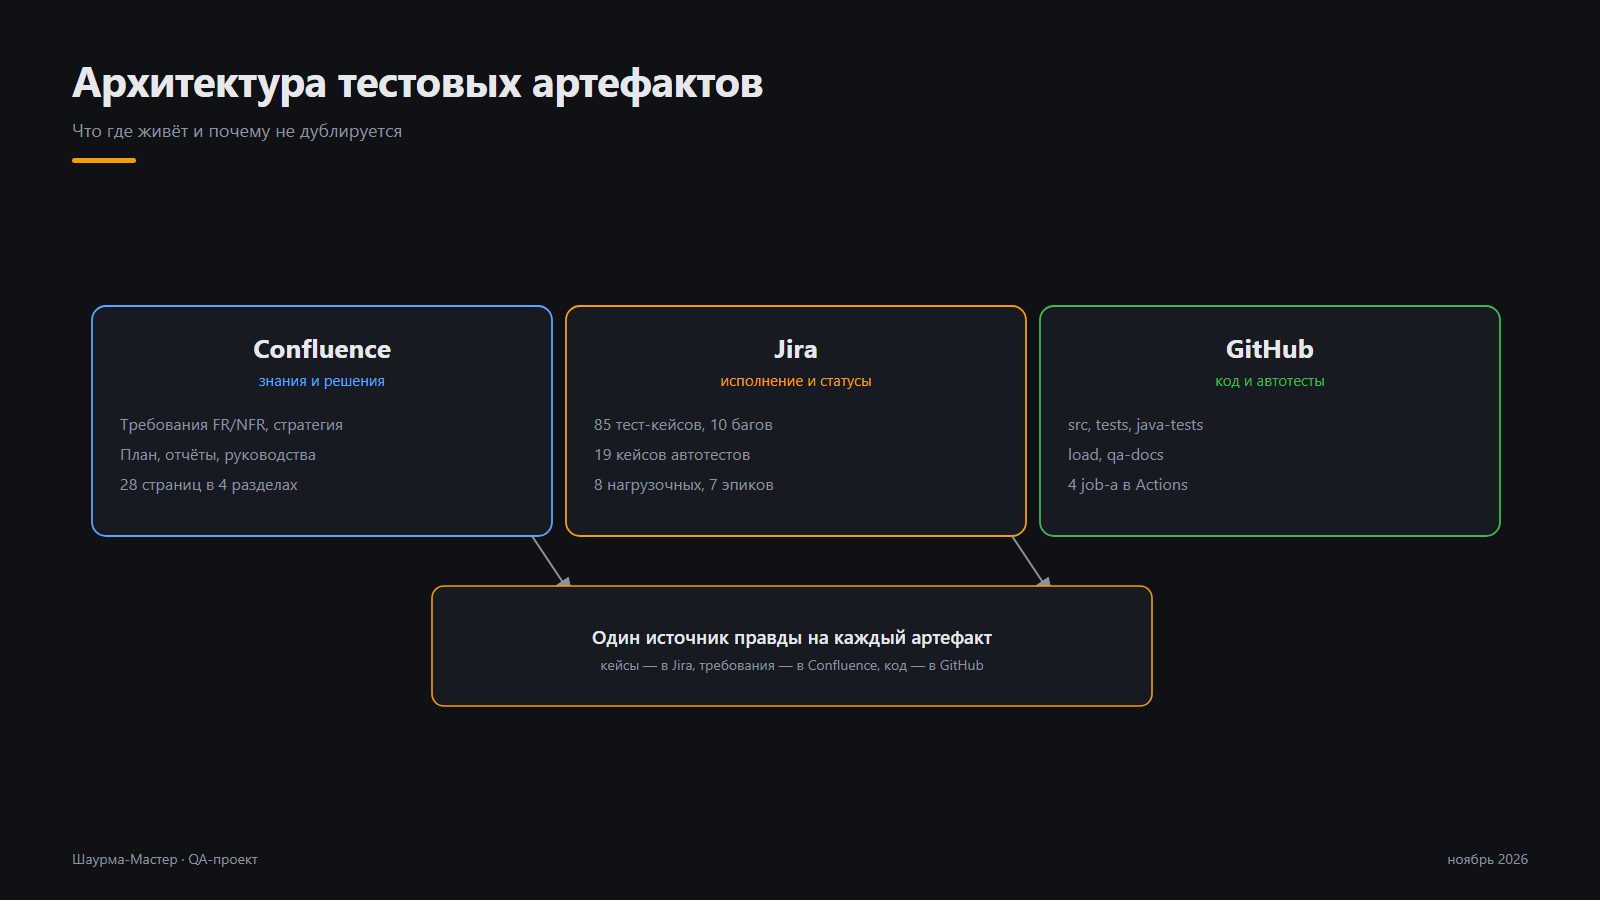 Архитектура тестовых артефактов
Что где живёт и почему не дублируется
Confluence
знания и решения
Требования FR/NFR, стратегия
План, отчёты, руководства
28 страниц в 4 разделах
Jira
исполнение и статусы
85 тест-кейсов, 10 багов
19 кейсов автотестов
8 нагрузочных, 7 эпиков
GitHub
код и автотесты
src, tests, java-tests
load, qa-docs
4 job-а в Actions
Один источник правды на каждый артефакт
кейсы — в Jira, требования — в Confluence, код — в GitHub
Шаурма-Мастер · QA-проект
ноябрь 2026